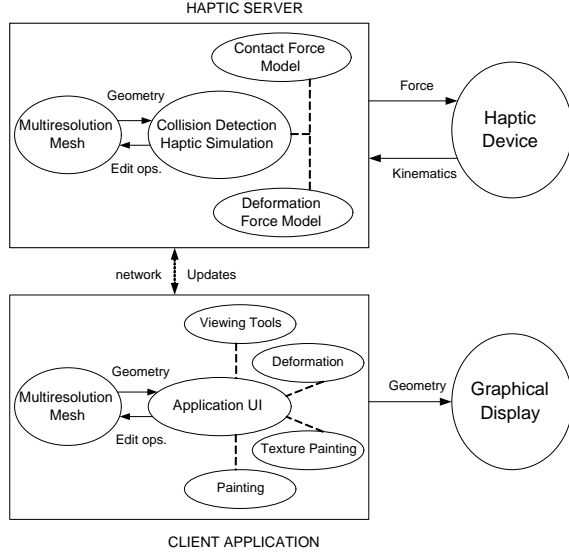 HAPTIC SERVER
Contact Force
Model
Geometry
Force
Multiresolution
Mesh
Collision Detection
Haptic Simulation
Haptic
Device
Edit ops.
Kinematics
Deformation
Force Model
network
Updates
Viewing Tools
Geometry
Deformation
Multiresolution
Mesh
Application UI
Geometry
Graphical
Display
Edit ops.
Texture Painting
Painting
CLIENT APPLICATION